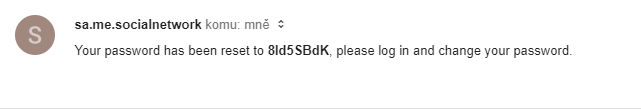 S
sa.me.socialnetwork komu: mně
Your password has been reset to 8ld5SBdK, please log in and change your password.